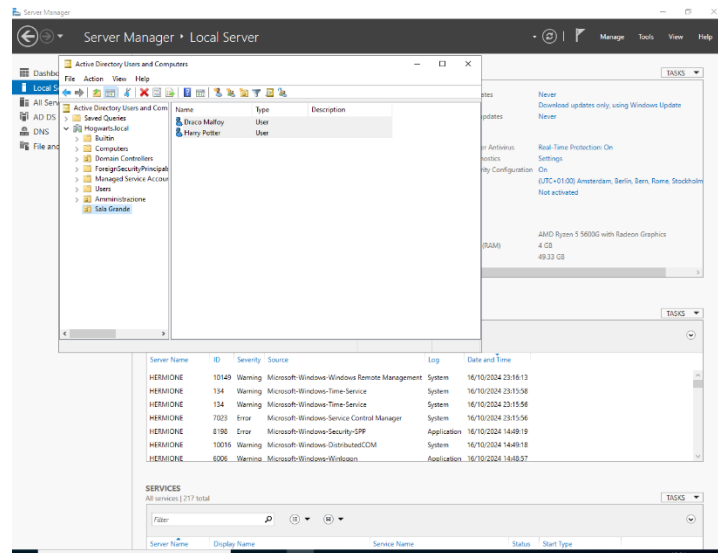 Server Manager
Server Manager • Local Server
Manage Tools View Help
Dashbo
Local S
All Serv
AD DS
DNS
File and
TASKS
Active Directory Users and Computers
File Action View Help
Active Directory Users and Com
Saved Queries
Hogwarts.local
Builtin
Computers
Domain Controllers
ForeignSecurityPrincipals
Managed Service Accoun
Users
Amministrazione
Sala Grande
Name Type Description
Draco Malfoy User
Harry Potter User
ates Never
Download updates only, using Windows Update
pdates Never
er Antivirus Real-Time Protection: On
nostics Settings
ity Configuration On
(UTC+01:00) Amsterdam, Berlin, Bern, Rome, Stockholm
Not activated
AMD Ryzen 5 5600G with Radeon Graphics
(RAM) 4 GB
49.33 GB
TASKS
Server Name ID Severity Source Log Date and Time
HERMIONE 10149 Warning Microsoft-Windows-Windows Remote Management System 16/10/2024 23:16:13
HERMIONE 134 Warning Microsoft-Windows-Time-Service System 16/10/2024 23:15:58
HERMIONE 134 Warning Microsoft-Windows-Time-Service System 16/10/2024 23:15:56
HERMIONE 7023 Error Microsoft-Windows-Service Control Manager System 16/10/2024 23:15:56
HERMIONE 8198 Error Microsoft-Windows-Security-SPP Application 16/10/2024 14:49:19
HERMIONE 10016 Warning Microsoft-Windows-DistributedCOM System 16/10/2024 14:49:18
HERMIONE 6006 Warning Microsoft-Windows-Winlogon Application 16/10/2024 14:48:57
SERVICES
All services | 217 total
TASKS
Filter
Server Name Display Name Service Name Status Start Type